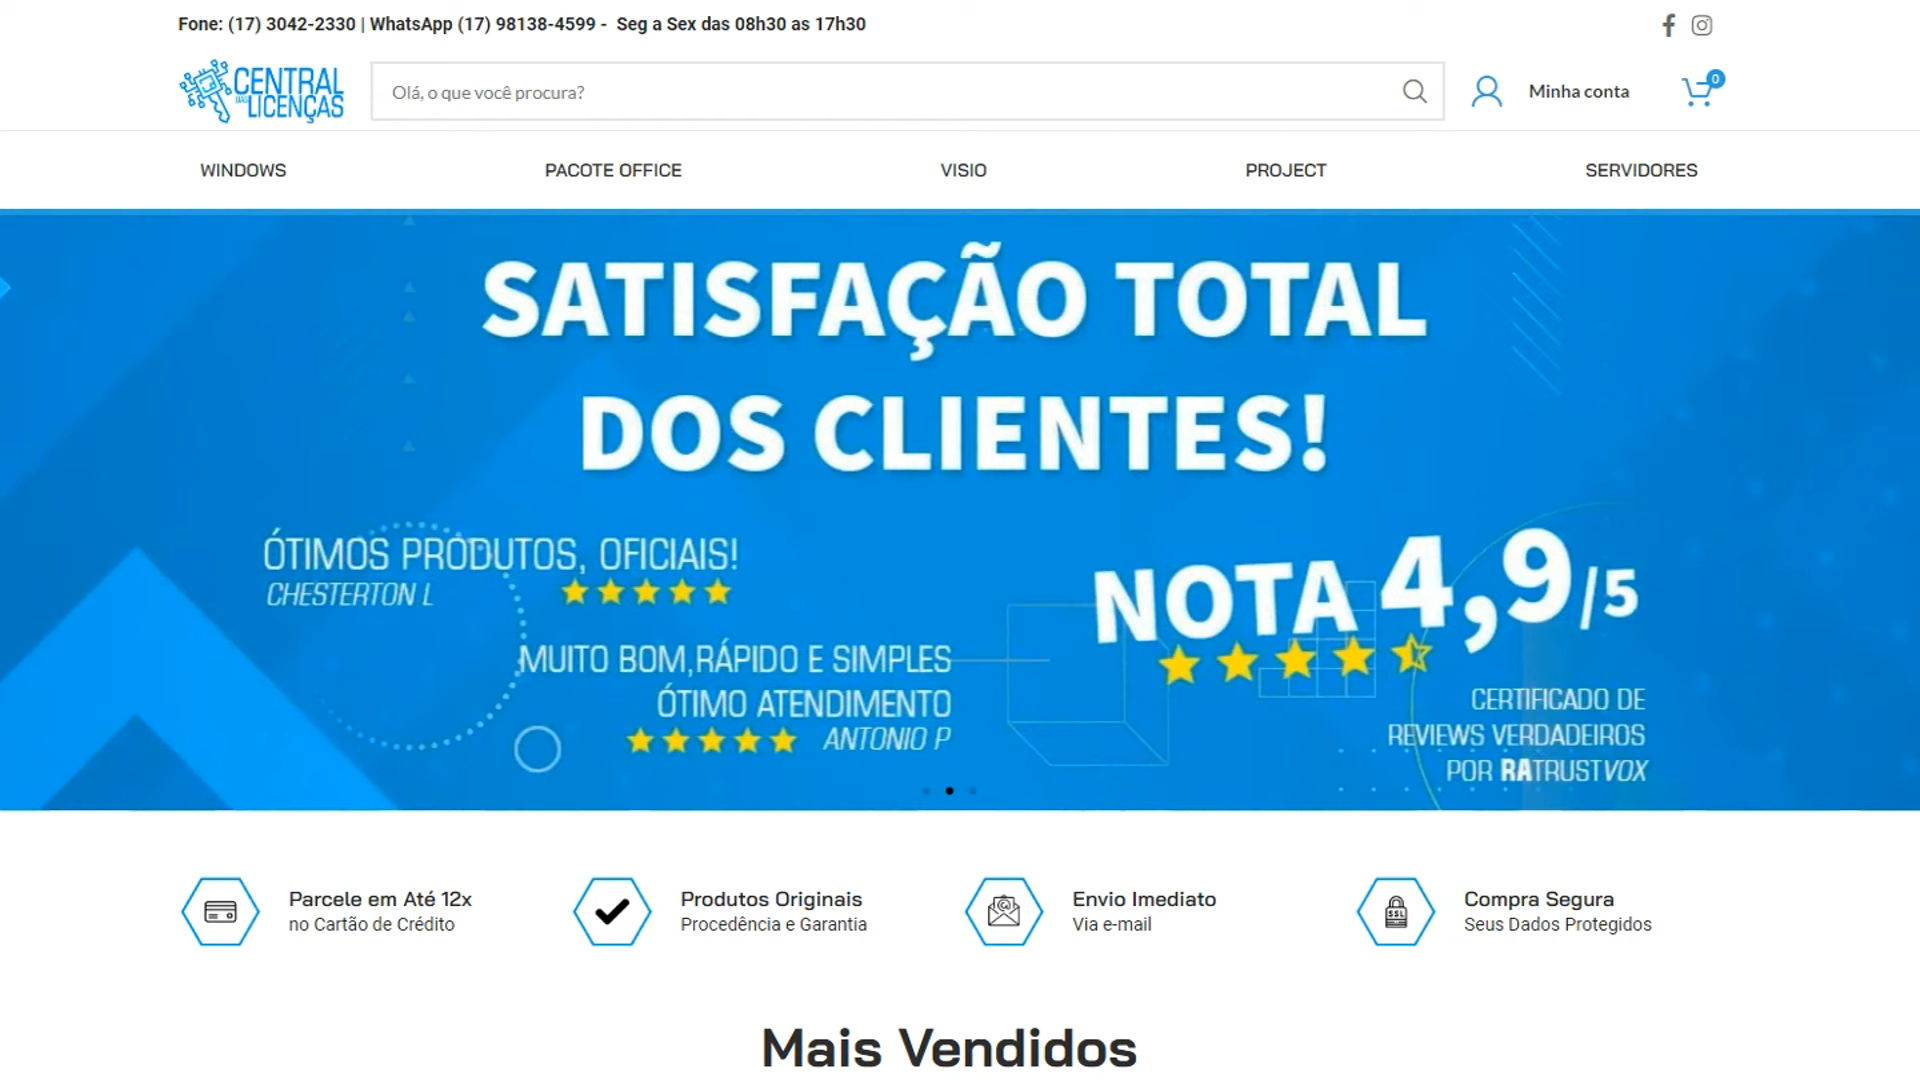 Fone: (17) 3042-2330 | WhatsApp (17) 98138-4599 - Seg a Sex das 08h30 as 17h30
CENTRAL
DAS
LICENÇAS
Olá, o que você procura?
Minha conta
0
WINDOWS
PACOTE OFFICE
VISIO
PROJECT
SERVIDORES
SATISFAÇÃO TOTAL
DOS CLIENTES!
ÓTIMOS PRODUTOS, OFICIAIS!
CHESTERTON L
MUITO BOM,RÁPIDO E SIMPLES
ÓTIMO ATENDIMENTO
ANTONIO P
NOTA 4,9/5
CERTIFICADO DE
REVIEWS VERDADEIROS
POR RATRUSTVOX
Parcele em Até 12x
no Cartão de Crédito
Produtos Originais
Procedência e Garantia
Envio Imediato
Via e-mail
SSL
Compra Segura
Seus Dados Protegidos
Mais Vendidos